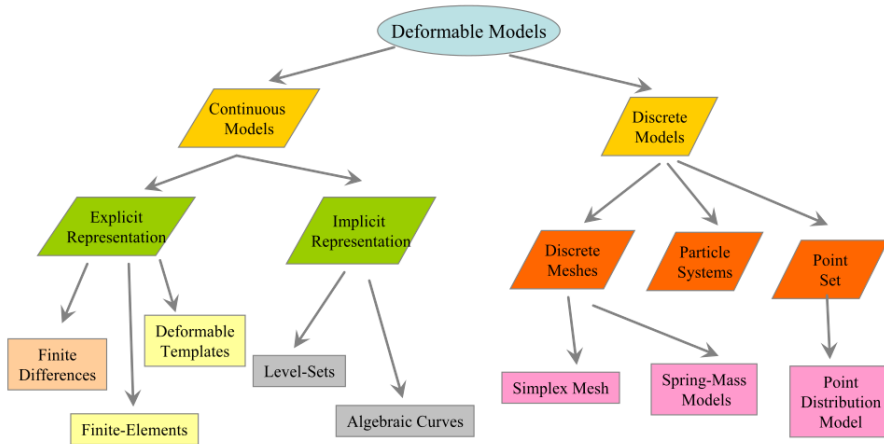 Deformable Models
Continuous
Models
Discrete
Models
Explicit
Representation
Implicit
Representation
Discrete
Meshes
Particle
Systems
Point
Set
Finite
Differences
Deformable
Templates
Finite-Elements
Level-Sets
Algebraic Curves
Simplex Mesh
Spring-Mass
Models
Point
Distribution
Model